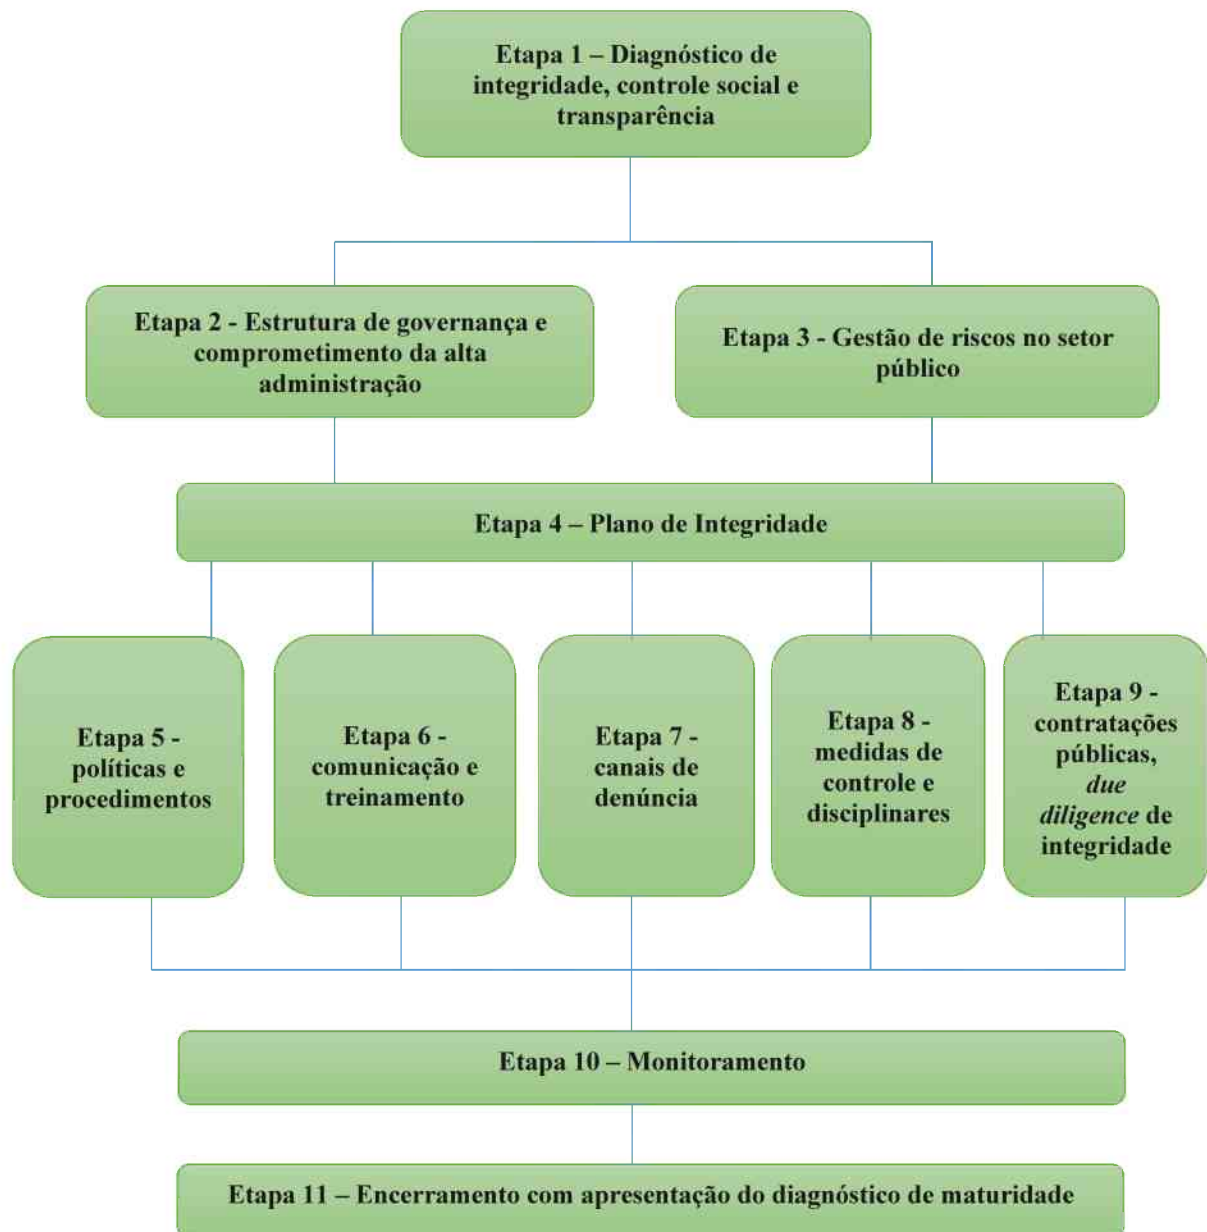 Etapa 1 – Diagnóstico de
integridade, controle social e
transparência
Etapa 2 - Estrutura de governança e
comprometimento da alta
administração
Etapa 3 - Gestão de riscos no setor
público
Etapa 4 – Plano de Integridade
Etapa 5 -
políticas e
procedimentos
Etapa 6 -
comunicação e
treinamento
Etapa 7 -
canais de
denúncia
Etapa 8 -
medidas de
controle e
disciplinares
Etapa 9 -
contratações
públicas,
due
diligence de
integridade
Etapa 10 – Monitoramento
Etapa 11 – Encerramento com apresentação do diagnóstico de maturidade